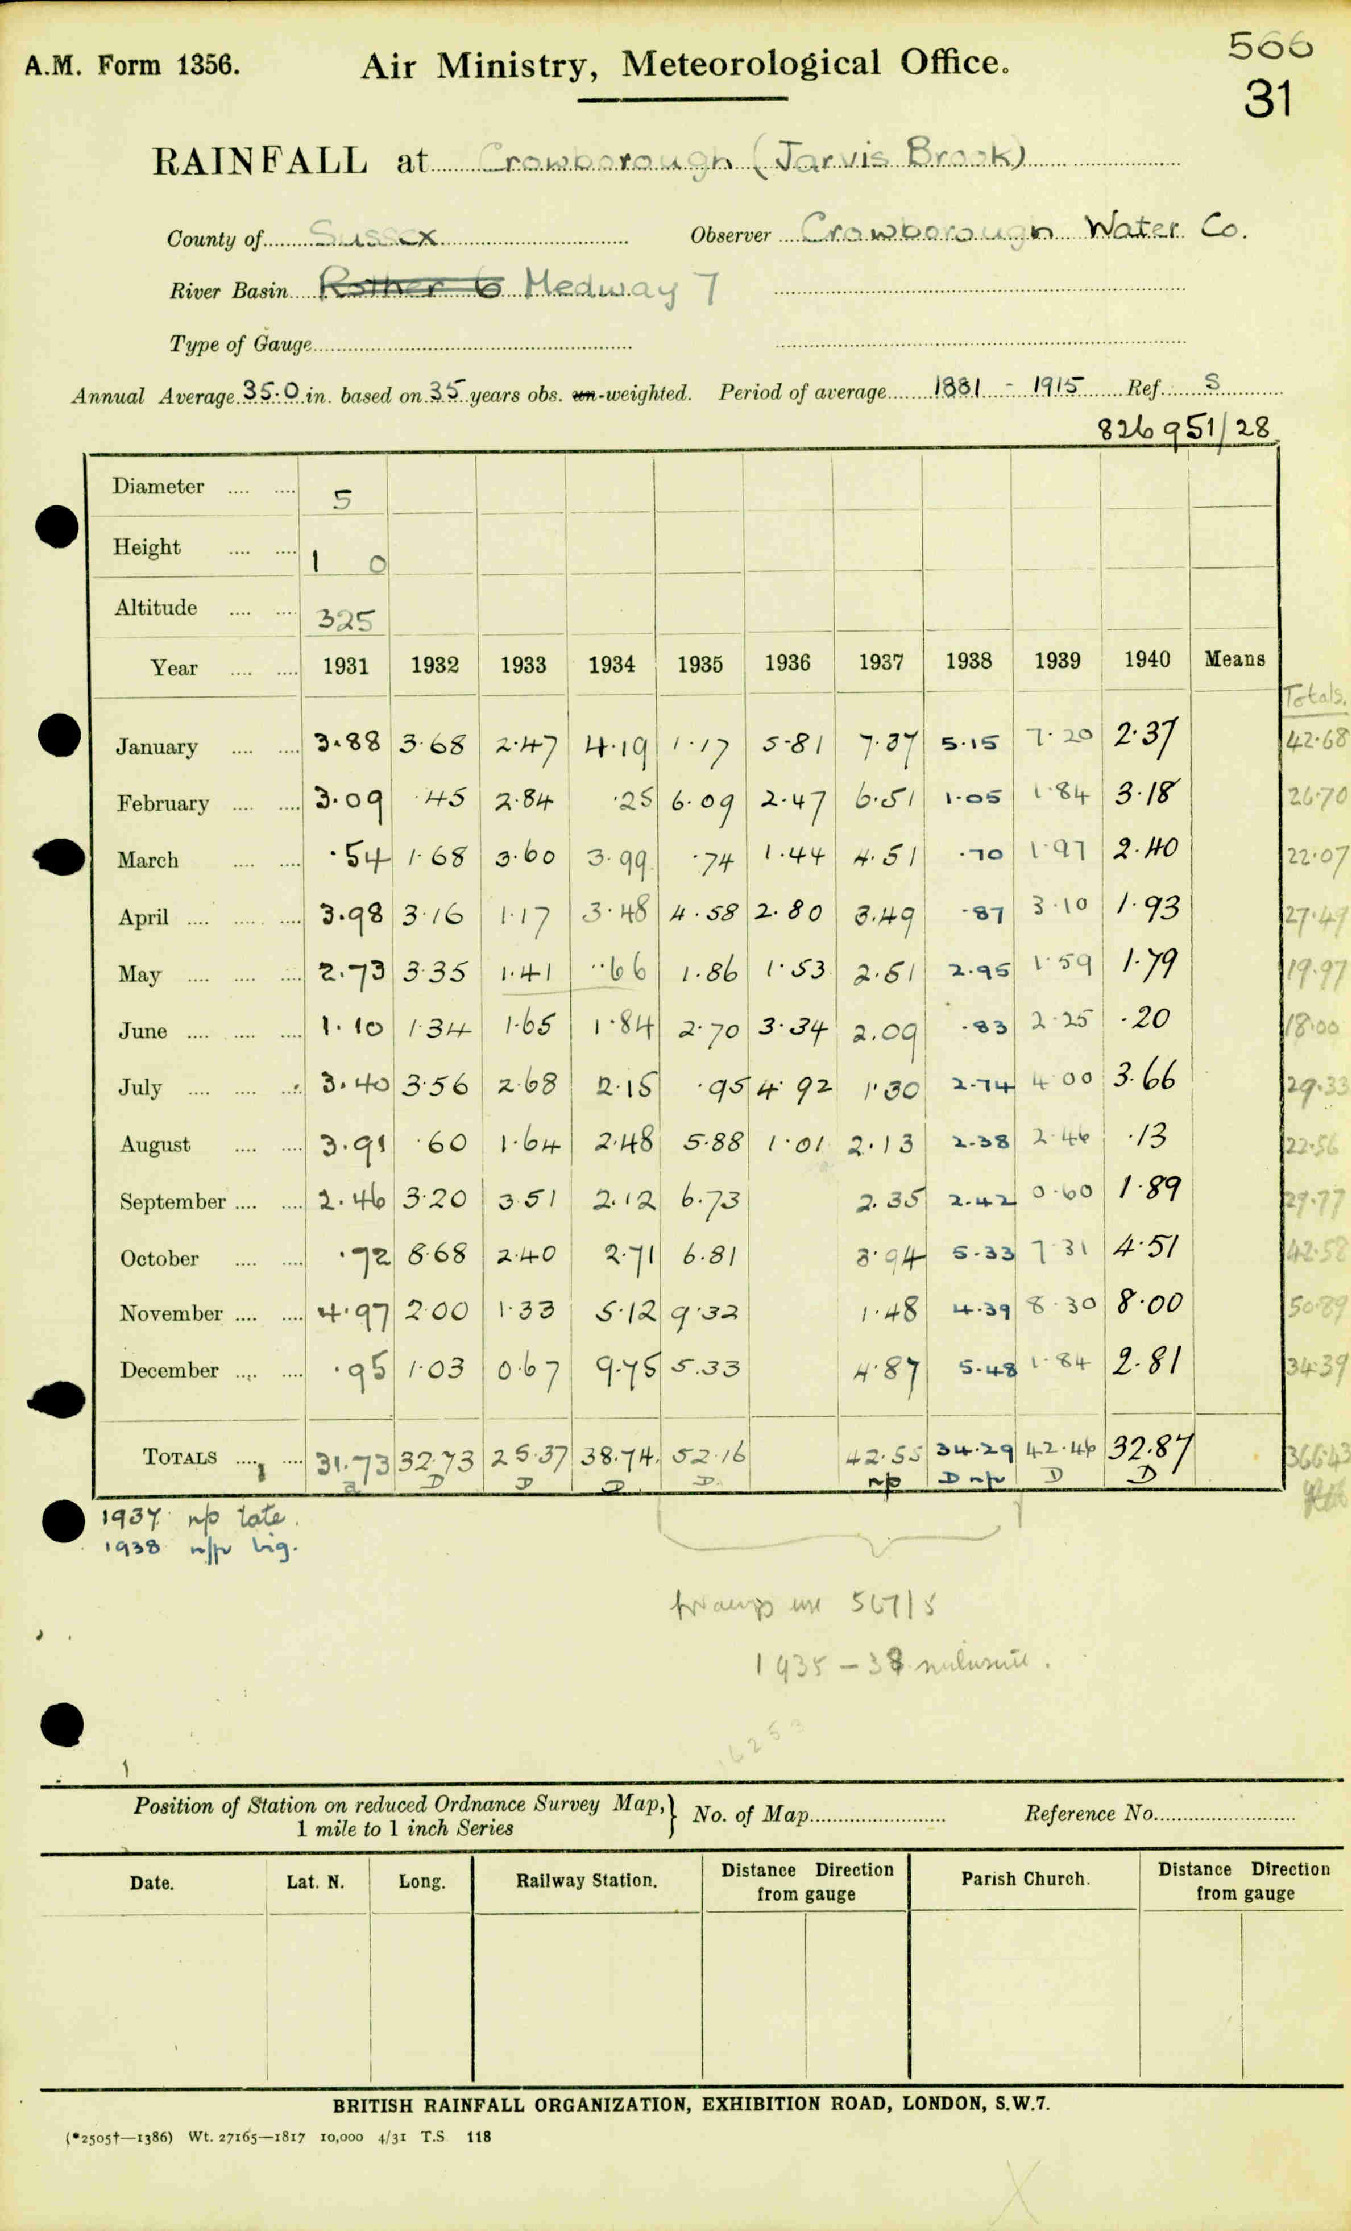 A.M. Form 1356.
Air Ministry, Meteorological Office.
566
31
RAINFALL at Crowborough (Jarvis Brook)
County of Sussex Observer Crowborough Water Co.
River Basin Rother 6 Medway 7
Type of Gauge
Annual Average 35.0 in. based on 35 years obs. un-weighted. Period of average 1881 - 1915 Ref. S
826951/28
Diameter 5
Height 1 0
Altitude 325
Year 1931 1932 1933 1934 1935 1936 1937 1938 1939 1940 Means Totals.
January 3.88 3.68 2.47 4.19 1.17 5.81 7.37 5.15 7.20 2.37 42.68
February 3.09 .45 2.84 .25 6.09 2.47 6.51 1.05 1.84 3.18 26.70
March .54 1.68 3.60 3.99 .74 1.44 4.51 .70 1.97 2.40 22.07
April 3.98 3.16 1.17 3.48 4.58 2.80 3.49 .87 3.10 1.93 27.49
May 2.73 3.35 1.41 .66 1.86 1.53 2.51 2.95 1.59 1.79 19.97
June 1.10 1.34 1.65 1.84 2.70 3.34 2.09 .83 2.25 .20 18.00
July 3.40 3.56 2.68 2.15 .95 4.92 1.30 2.74 4.00 3.66 29.33
August 3.91 .60 1.64 2.48 5.88 1.01 2.13 2.38 2.46 .13 22.56
September 2.46 3.20 3.51 2.12 6.73 2.35 2.42 0.60 1.89 29.77
October .72 8.68 2.40 2.71 6.81 3.94 5.33 7.31 4.51 42.58
November 4.97 2.00 1.33 5.12 9.32 1.48 4.39 8.30 8.00 50.89
December .95 1.03 0.67 9.75 5.33 4.87 5.48 1.84 2.81 34.39
TOTALS 31.73 32.73 25.37 38.74 52.16 42.55 34.29 42.46 32.87 366.43
a D D D D np D n/p D D
1937 n/p late.
1938 n/p big.
567/5
1935 - 38 inclusive.
6253
Position of Station on reduced Ordnance Survey Map, No. of Map Reference No.
1 mile to 1 inch Series
Date. Lat. N. Long. Railway Station. Distance Direction from gauge Parish Church. Distance Direction from gauge
BRITISH RAINFALL ORGANIZATION, EXHIBITION ROAD, LONDON, S.W.7.
(*2505†—1386) Wt. 27165—1817 10,000 4/31 T.S 118